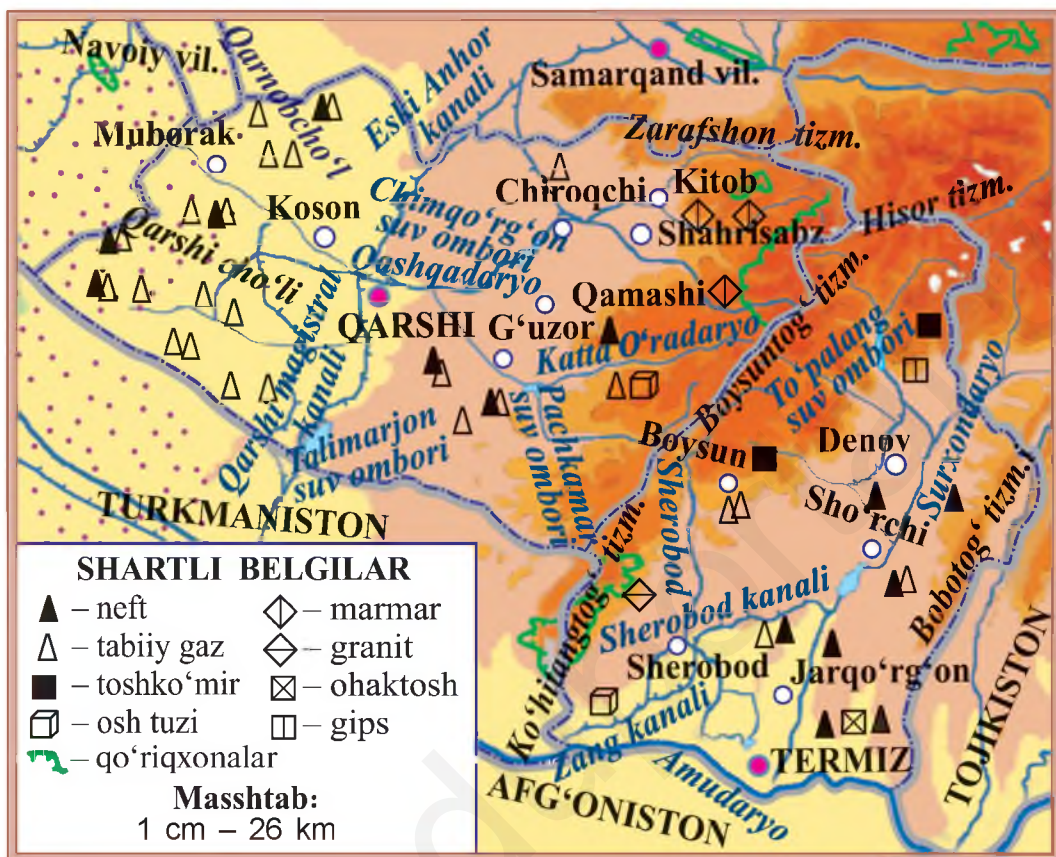 Navoiy vil.
Qarnobcho‘l
Eski Anhor
kanali
Samarqand vil.
Muborak
Zarafshon tizm.
Chiroqchi
Kitob
Koson
Chimqo‘rg‘on
suv ombori
Shahrisabz
Hisor tizm.
Qarshi cho‘li
Qashqadaryo
Qamashi
QARSHI
G‘uzor
Katta O‘radaryo
Boysuntog‘ tizm.
To‘palang
suv ombori
Qarshi magistral
kanali
Talimarjon
suv ombori
Pachkamar
suv ombori
Boysun
Denov
Surxondaryo
Sherobod
Sho‘rchi
TURKMANISTON
Ko‘hitangtog‘ tizm.
Sherobod kanali
Bobotog‘ tizm.
Sherobod
Jarqo‘rg‘on
Zang kanali
TERMIZ
TOJIKISTON
AFG‘ONISTON
Amudaryo
SHARTLI BELGILAR
– neft
– marmar
– tabiiy gaz
– granit
– toshko‘mir
– ohaktosh
– osh tuzi
– gips
– qo‘riqxonalar
Masshtab:
1 cm – 26 km